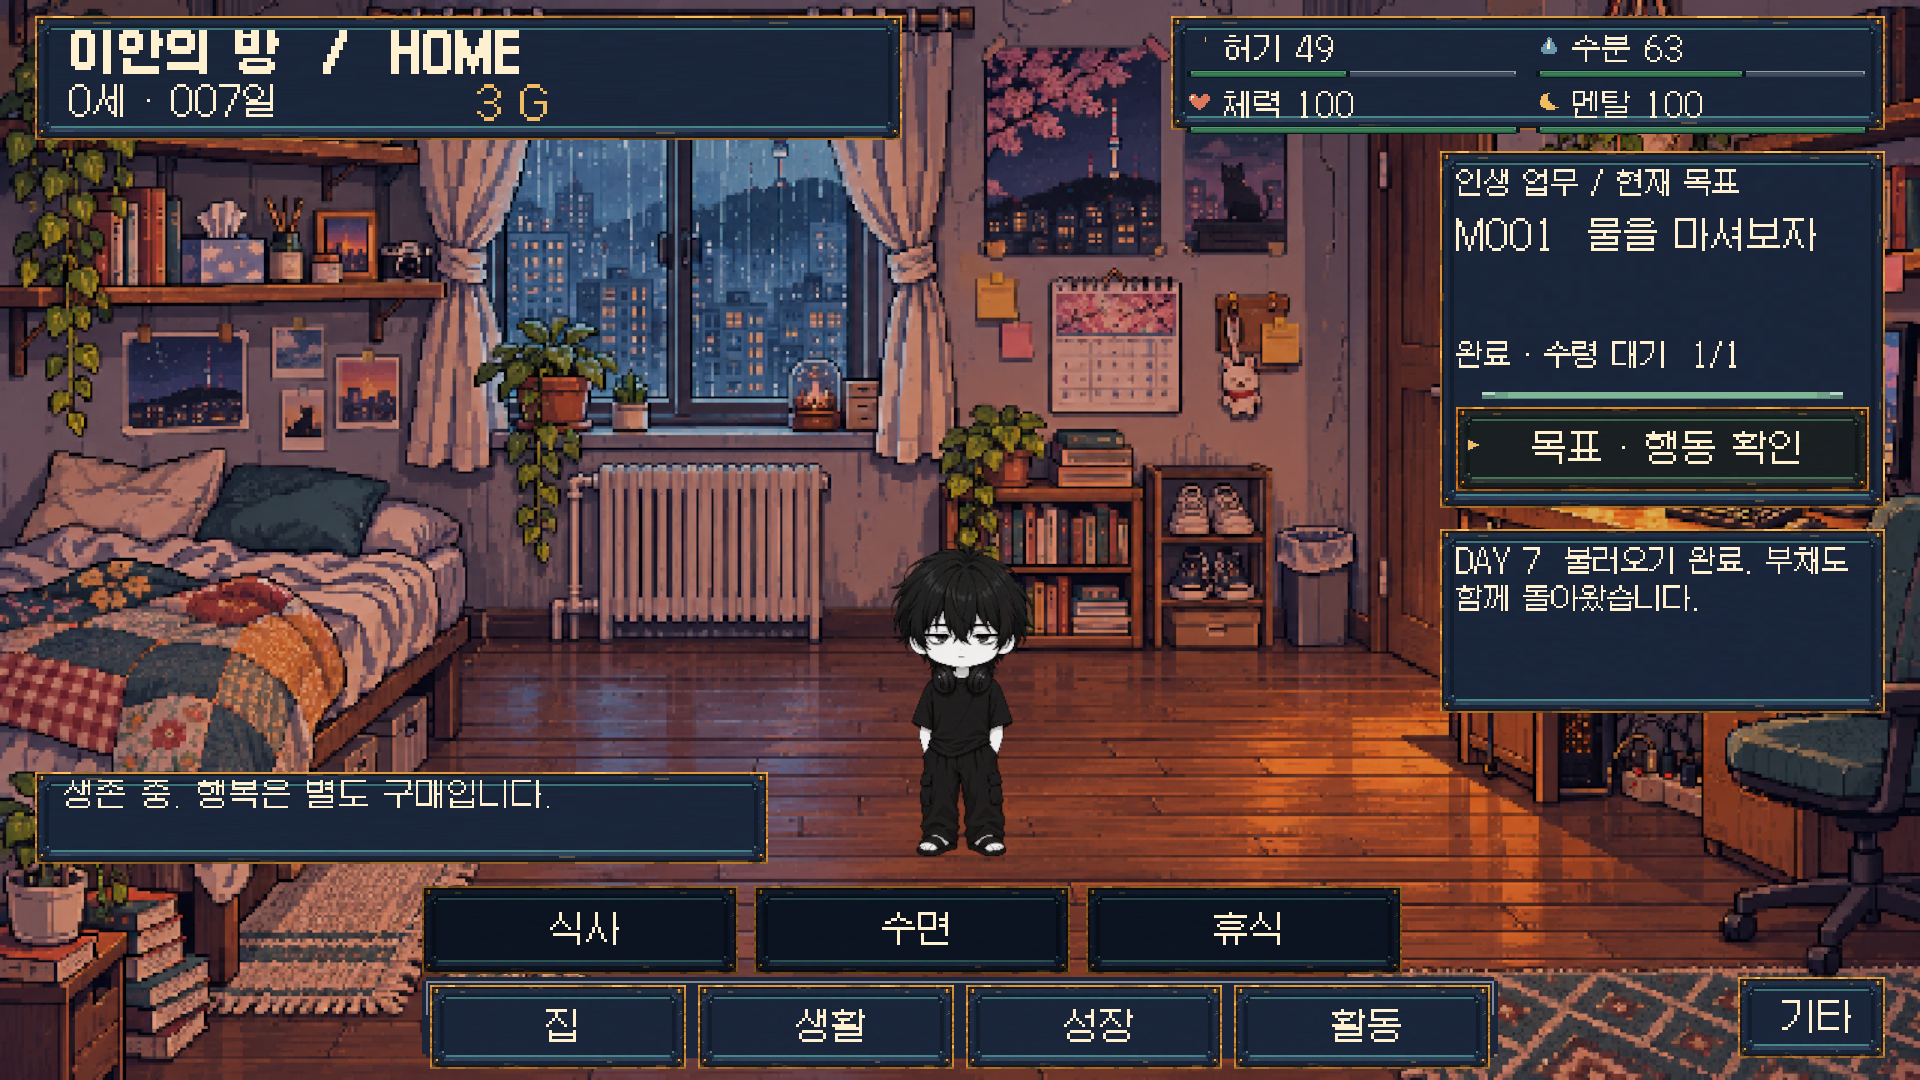 이안의 방 / HOME
0세 · 007일 3 G
허기 49 수분 63
체력 100 멘탈 100
인생 업무 / 현재 목표
M001 물을 마셔보자
완료 · 수령 대기 1/1
목표 · 행동 확인
DAY 7 불러오기 완료. 부채도
함께 돌아왔습니다.
생존 중. 행복은 별도 구매입니다.
식사 수면 휴식
집 생활 성장 활동 기타